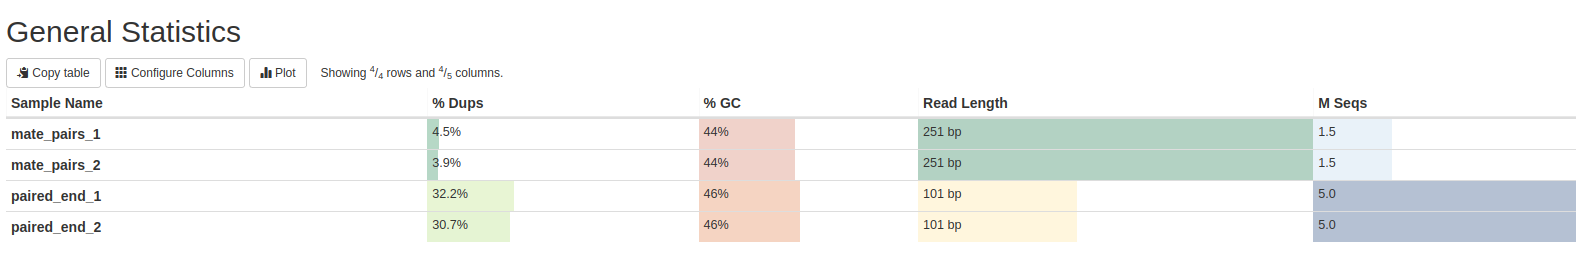 General Statistics
Copy table Configure Columns Plot Showing 4/4 rows and 4/5 columns.
Sample Name % Dups % GC Read Length M Seqs
mate_pairs_1 4.5% 44% 251 bp 1.5
mate_pairs_2 3.9% 44% 251 bp 1.5
paired_end_1 32.2% 46% 101 bp 5.0
paired_end_2 30.7% 46% 101 bp 5.0